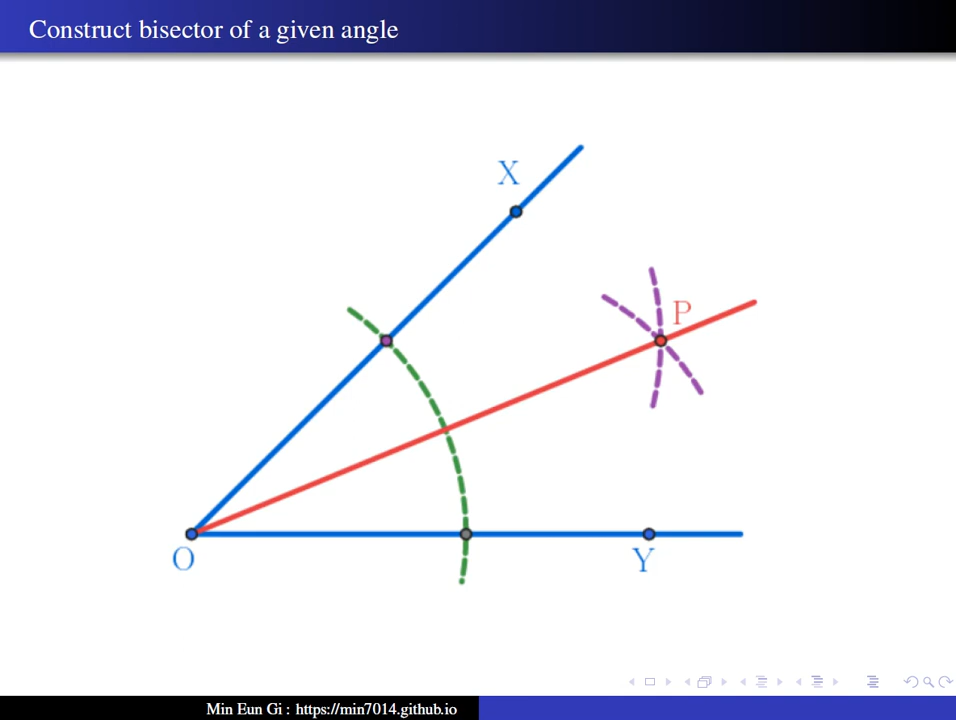 Construct bisector of a given angle
X
P
O
Y
Min Eun Gi : https://min7014.github.io